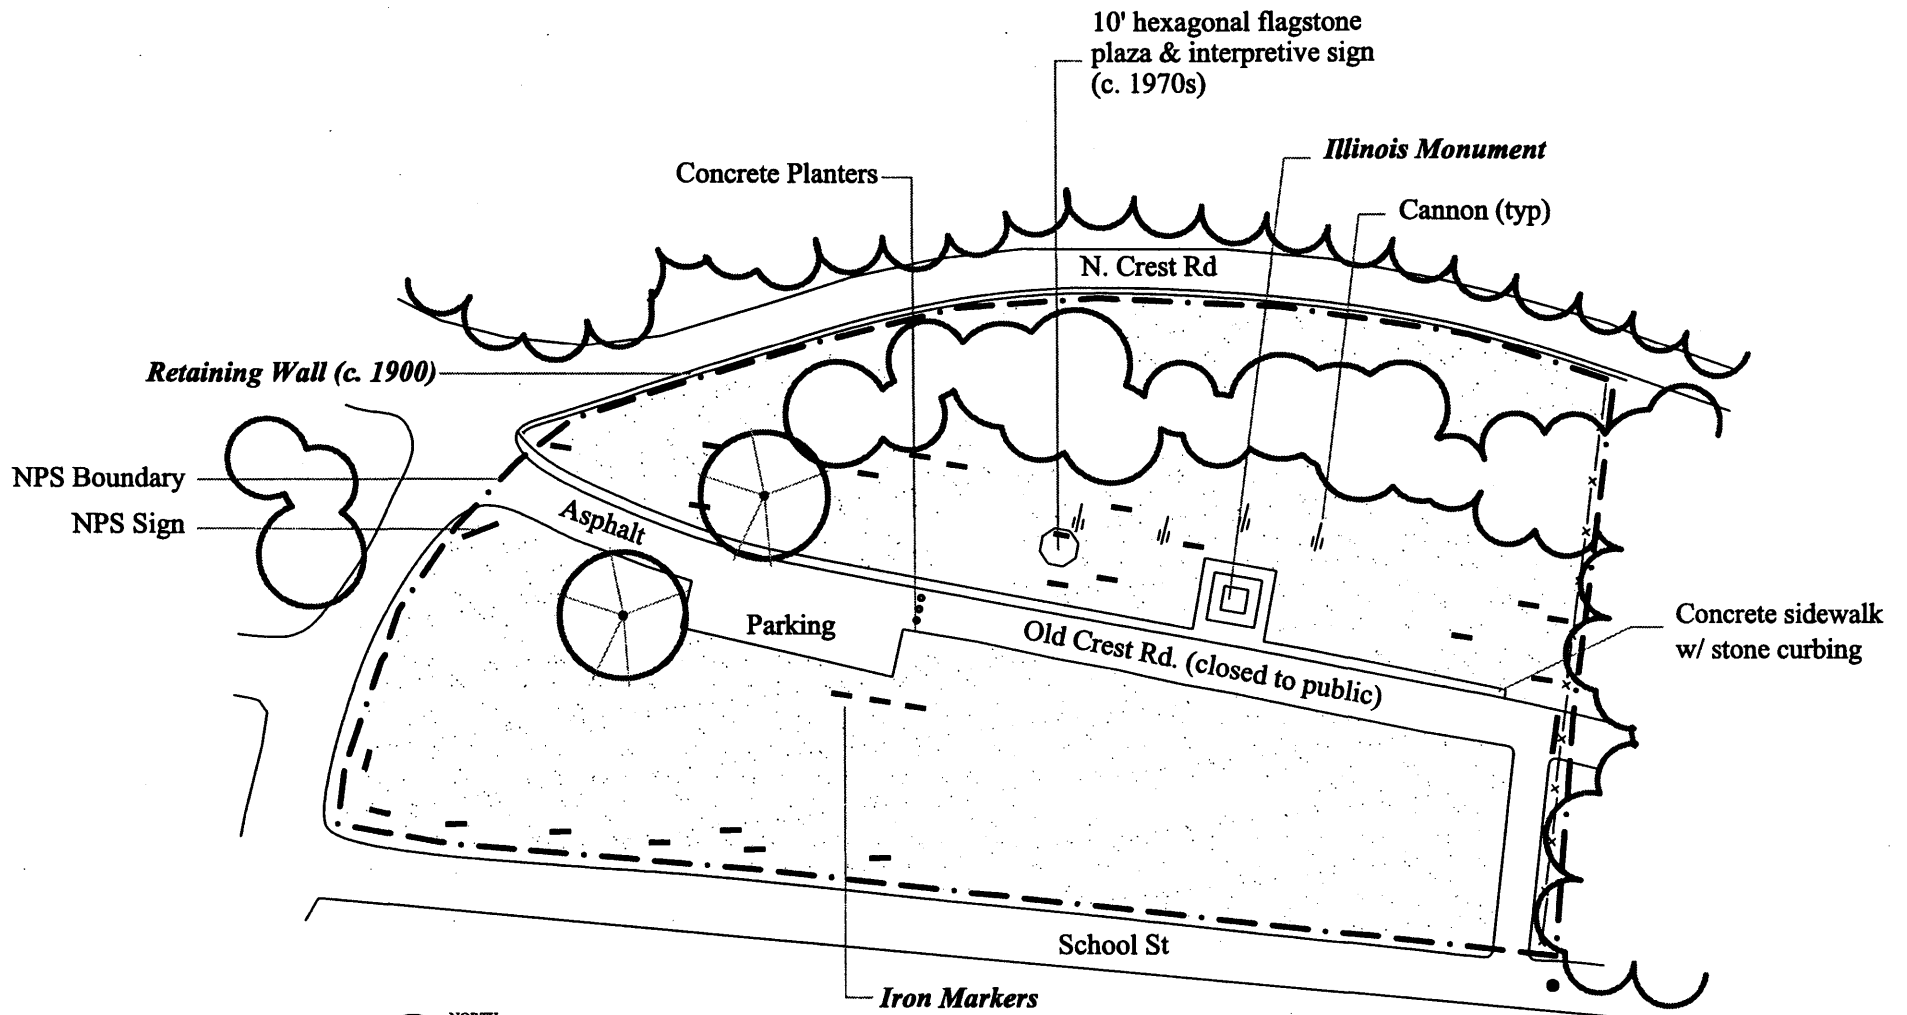 10' hexagonal flagstone
plaza & interpretive sign
(c. 1970s)
Illinois Monument
Concrete Planters
Cannon (typ)
N. Crest Rd
Retaining Wall (c. 1900)
NPS Boundary
NPS Sign
Asphalt
Parking
Old Crest Rd. (closed to public)
Concrete sidewalk
w/ stone curbing
School St
Iron Markers
NORTH